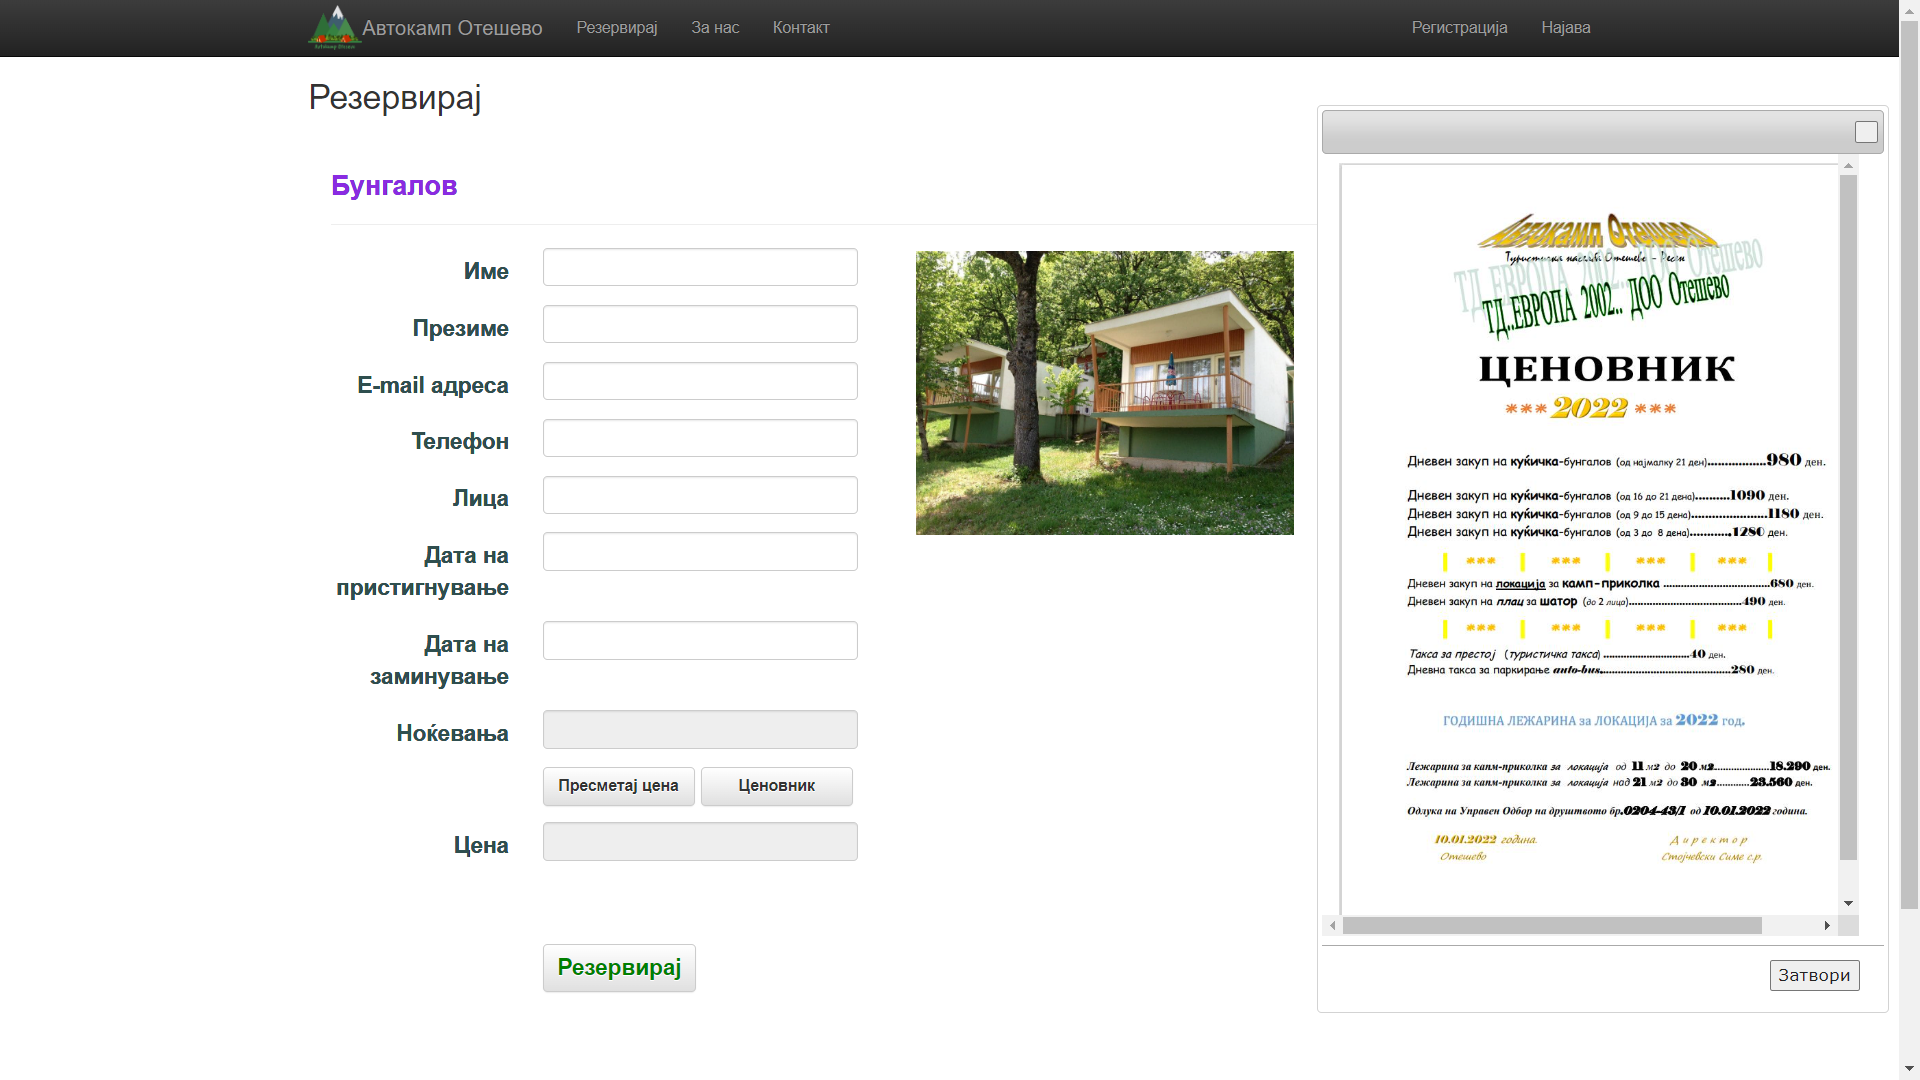 Автокамп Отешево
Резервирај
За нас
Контакт
Регистрација
Најава
Резервирај
Бунгалов
Име
Презиме
E-mail адреса
Телефон
Лица
Дата на
пристигнување
Дата на
заминување
Ноќевања
Пресметај цена
Ценовник
Цена
Резервирај
Автокамп Отешево
Туристичка населба Отешево - Ресен
ТД..ЕВРОПА 2002.. ДОО Отешево
ЦЕНОВНИК
*** 2022 ***
Дневен закуп на куќичка-бунгалов (од најмалку 21 ден)..................980 ден.
Дневен закуп на куќичка-бунгалов (од 16 до 21 дена)..........1090 ден.
Дневен закуп на куќичка-бунгалов (од 9 до 15 дена)........................1180 ден.
Дневен закуп на куќичка-бунгалов (од 3 до 8 дена)............1280 ден.
| *** | *** | *** | *** |
Дневен закуп на локација за камп-приколка ....................................680 ден.
Дневен закуп на плац за шатор (до 2 лица).......................................490 ден.
| *** | *** | *** | *** |
Такса за престој (туристичка такса) ..............................40 ден.
Дневна такса за паркирање auto-bus.............................................280 ден.
ГОДИШНА ЛЕЖАРИНА за ЛОКАЦИЈА за 2022 год.
Лежарина за капм-приколка за локација од 11 м2 до 20 м2....................18.290 ден.
Лежарина за капм-приколка за локација над 21 м2 до 30 м2............23.560 ден.
Одлука на Управен Одбор на друштвото бр.0204-43/1 од 10.01.2022 година.
10.01.2022 година.
Директор
Отешево
Стојчевски Симе с.р.
Затвори